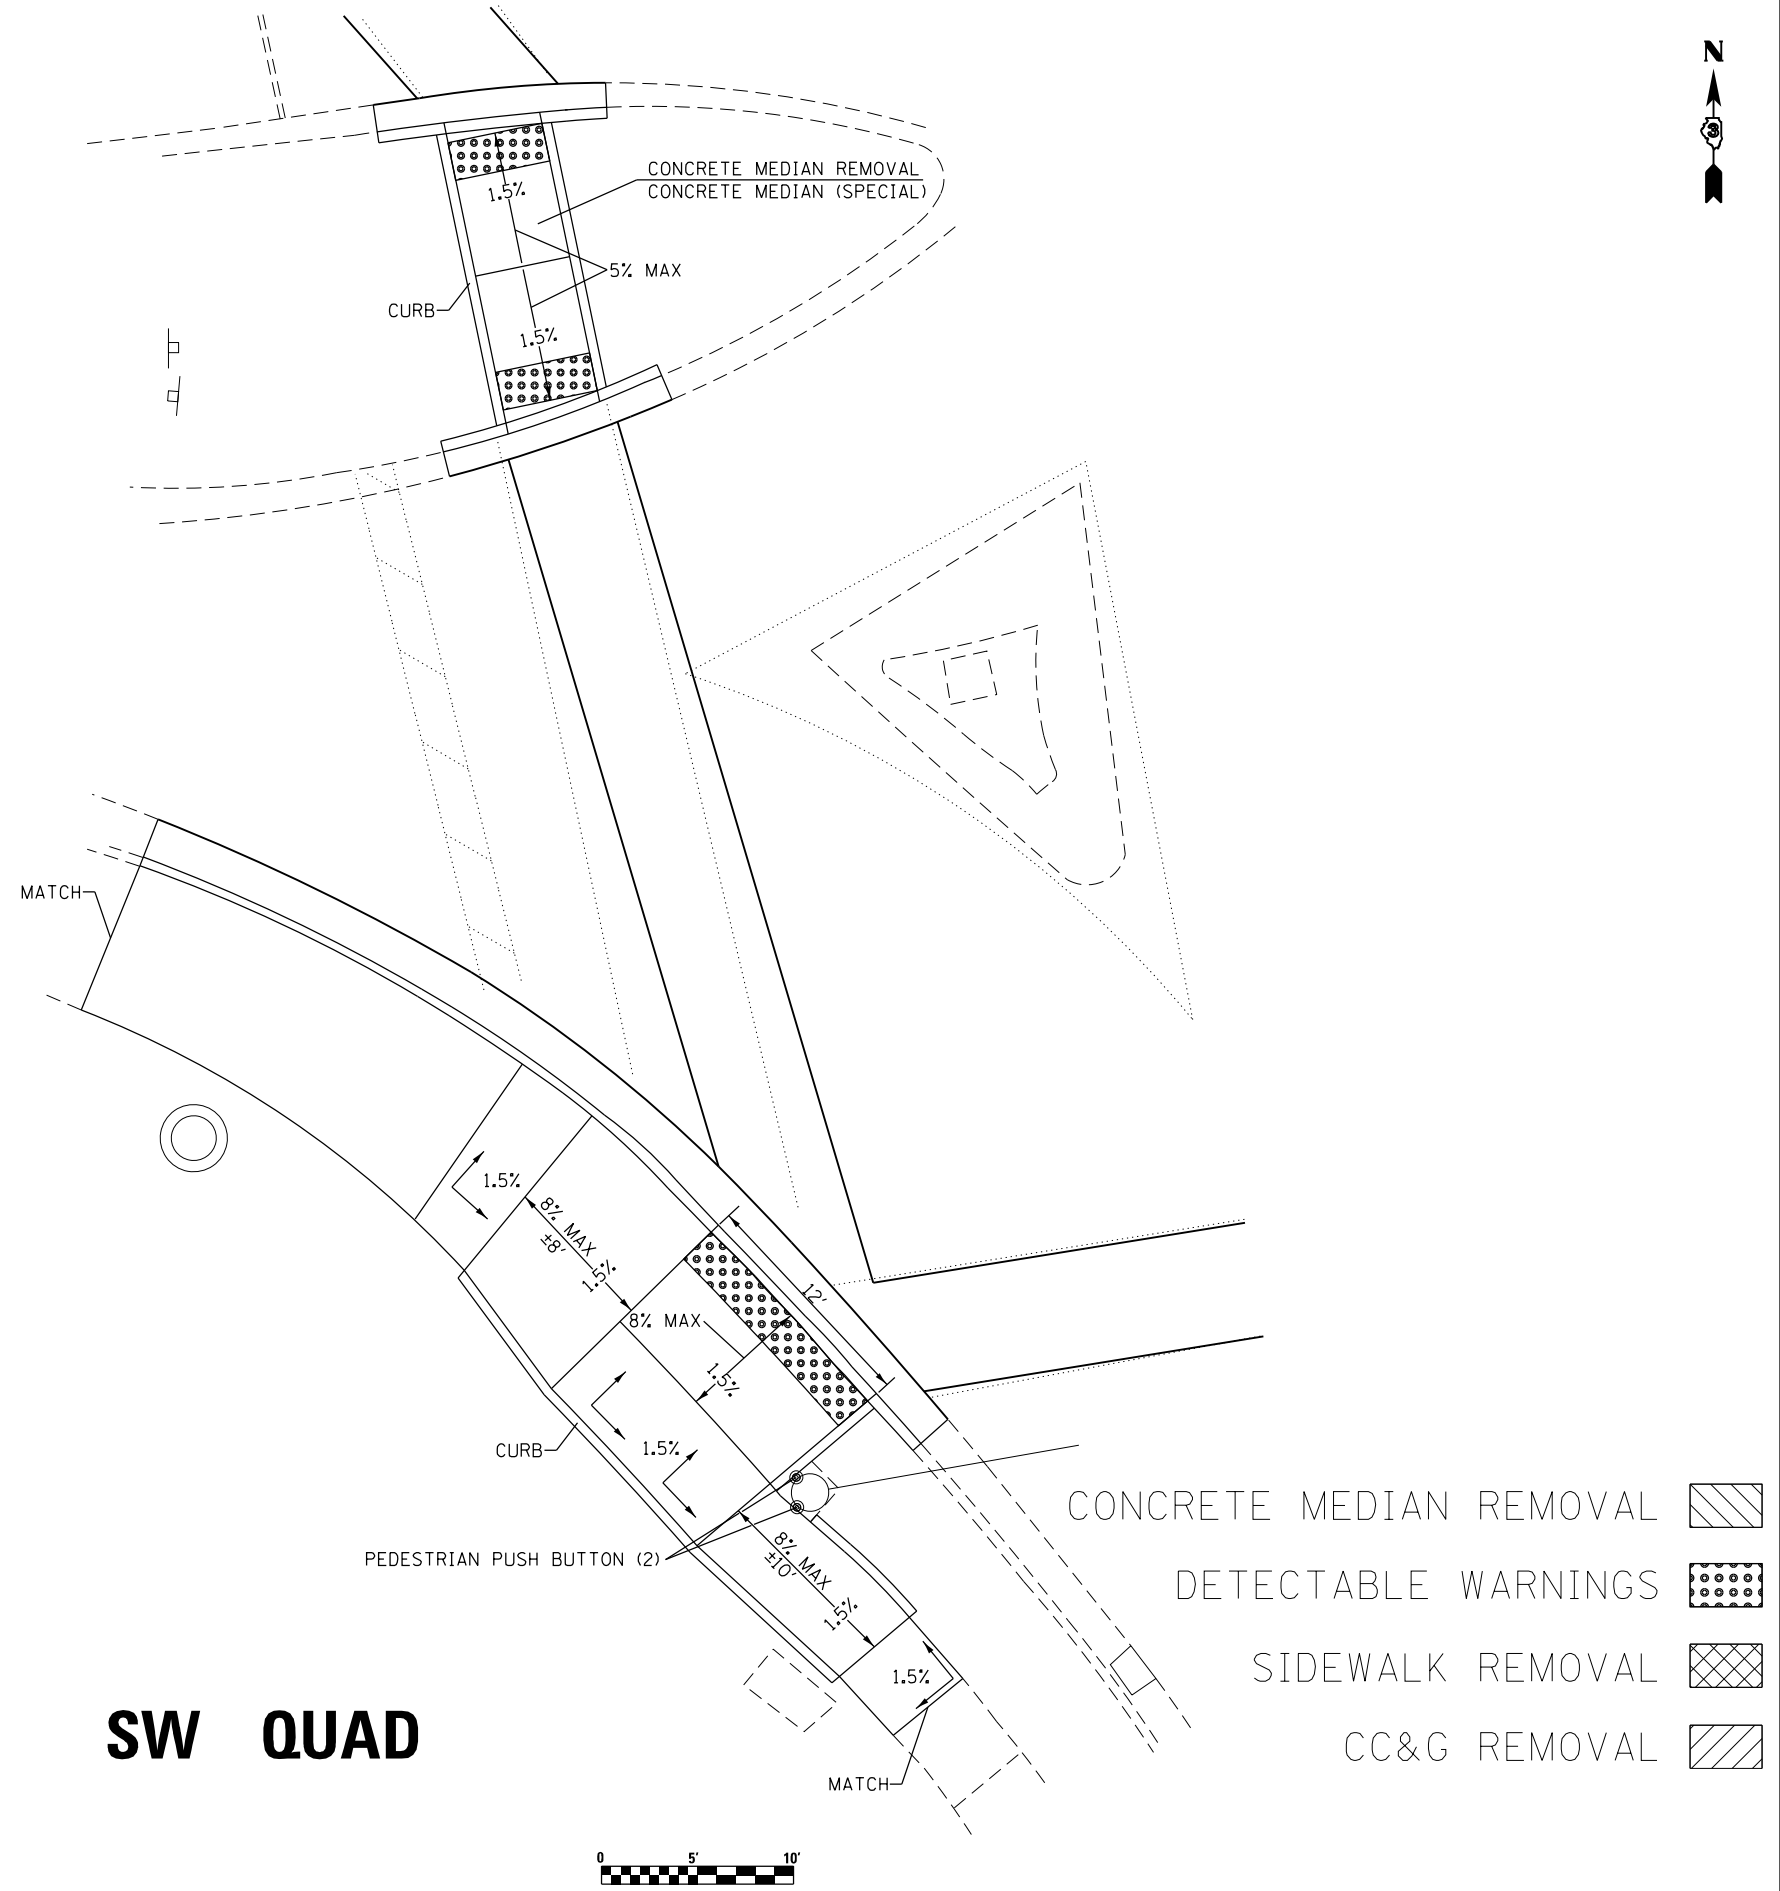 N
3
CONCRETE MEDIAN REMOVAL
CONCRETE MEDIAN (SPECIAL)
1.5%
5% MAX
CURB
1.5%
MATCH
1.5%
8% MAX
±8'
1.5%
12'
8% MAX
1.5%
CURB
1.5%
PEDESTRIAN PUSH BUTTON (2)
8% MAX
±10'
1.5%
1.5%
MATCH
CONCRETE MEDIAN REMOVAL
DETECTABLE WARNINGS
SIDEWALK REMOVAL
CC&G REMOVAL
SW QUAD
0 5' 10'